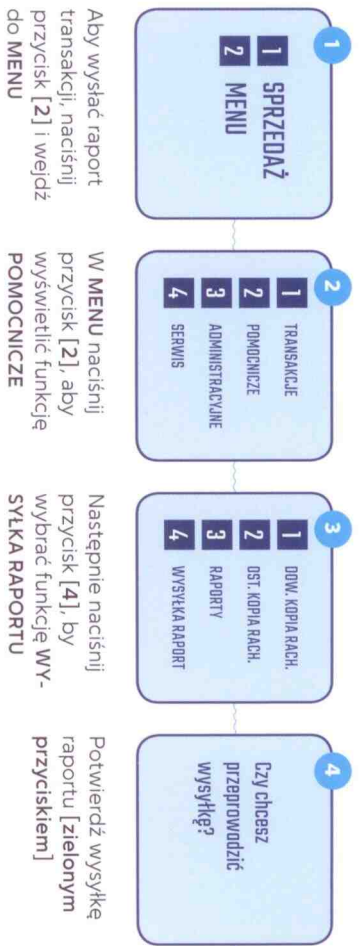 1
1 SPRZEDAŻ
2 MENU
Aby wysłać raport
transakcji, naciśnij
przycisk [2] i wejdź
do MENU
2
1 TRANSAKCJE
2 POMOCNICZE
3 ADMINISTRACYJNE
4 SERWIS
W MENU naciśnij
przycisk [2], aby
wyświetlić funkcję
POMOCNICZE
3
1 DOW. KOPIA RACH.
2 OST. KOPIA RACH.
3 RAPORTY
4 WYSYŁKA RAPORT
Następnie naciśnij
przycisk [4], by
wybrać funkcję WY-
SYŁKA RAPORTU
4
Czy chcesz
przeprowadzić
wysyłkę?
Potwierdź wysyłkę
raportu [zielonym
przyciskiem]